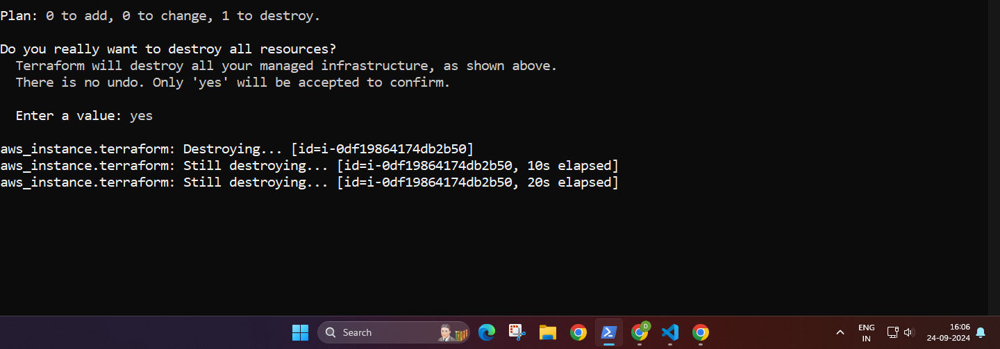 Plan: 0 to add, 0 to change, 1 to destroy.
Do you really want to destroy all resources?
Terraform will destroy all your managed infrastructure, as shown above.
There is no undo. Only 'yes' will be accepted to confirm.
Enter a value: yes
aws_instance.terraform: Destroying... [id=i-0df19864174db2b50]
aws_instance.terraform: Still destroying... [id=i-0df19864174db2b50, 10s elapsed]
aws_instance.terraform: Still destroying... [id=i-0df19864174db2b50, 20s elapsed]
Search
D
ENG
IN
16:06
24-09-2024